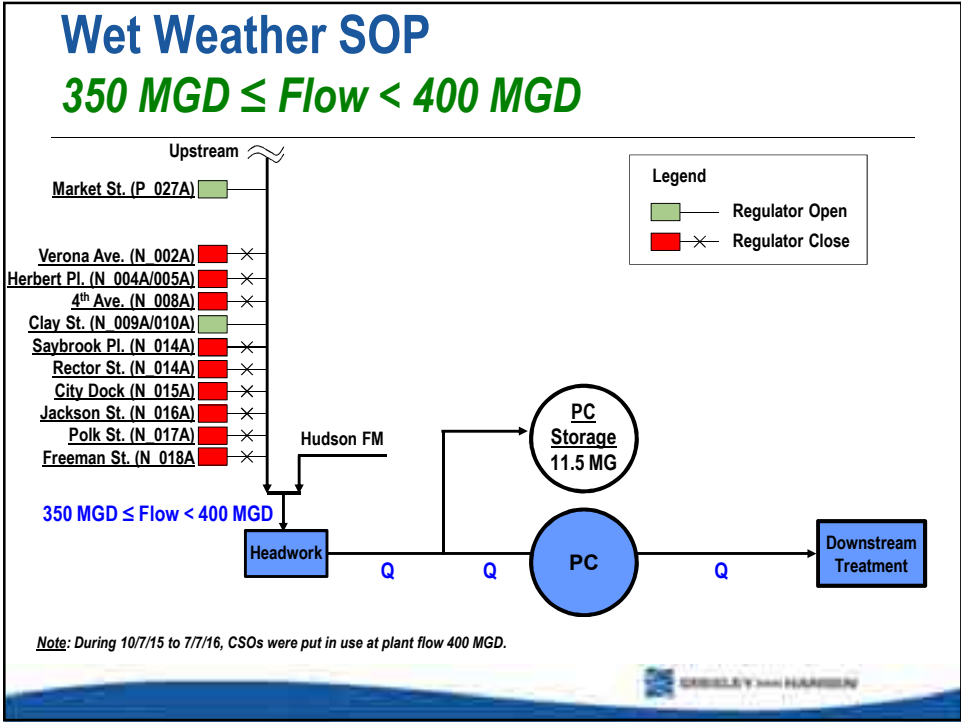 Wet Weather SOP
350 MGD ≤ Flow < 400 MGD
Upstream
Market St. (P_027A)
Verona Ave. (N_002A)
Herbert Pl. (N_004A/005A)
4th Ave. (N_008A)
Clay St. (N_009A/010A)
Saybrook Pl. (N_014A)
Rector St. (N_014A)
City Dock (N_015A)
Jackson St. (N_016A)
Polk St. (N_017A)
Freeman St. (N_018A
Legend
Regulator Open
Regulator Close
Hudson FM
PC
Storage
11.5 MG
350 MGD ≤ Flow < 400 MGD
Headwork
Q
Q
PC
Q
Downstream
Treatment
Note: During 10/7/15 to 7/7/16, CSOs were put in use at plant flow 400 MGD.
GREELEY AND HANSEN